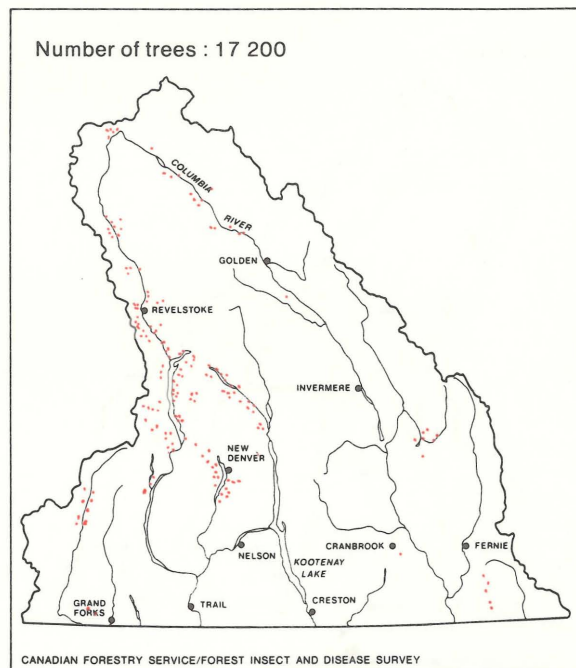 Number of trees : 17 200
COLUMBIA
RIVER
GOLDEN
REVELSTOKE
INVERMERE
NEW
DENVER
NELSON
KOOTENAY
LAKE
CRANBROOK
FERNIE
GRAND
FORKS
TRAIL
CRESTON
CANADIAN FORESTRY SERVICE/FOREST INSECT AND DISEASE SURVEY